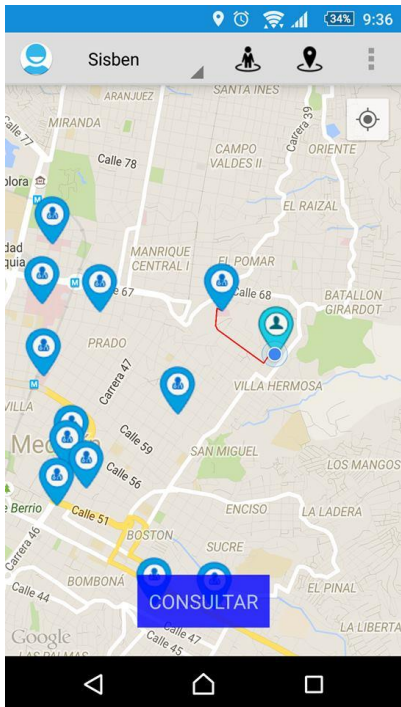 34% 9:36
Sisben
ARANJUEZ
SANTA INES
Calle 77
MIRANDA
Carrera 39
Calle 78
CAMPO
VALDES II
ORIENTE
plora
M
EL RAIZAL
dad
quia
MANRIQUE
CENTRAL I
EL POMAR
M
e 67
Calle 68
BATALLON
GIRARDOT
PRADO
Carrera 47
M
VILLA HERMOSA
VILLA
Calle 59
SAN MIGUEL
LOS MANGOS
Calle 56
e Berrio
Calle 51
ENCISO
LA LADERA
BOSTON
Carrera 46
SUCRE
BOMBONÁ
Calle 44
EL PINAL
CONSULTAR
LA LIBERTA
Google
Calle 47
Calle 45
LAS PALMAS